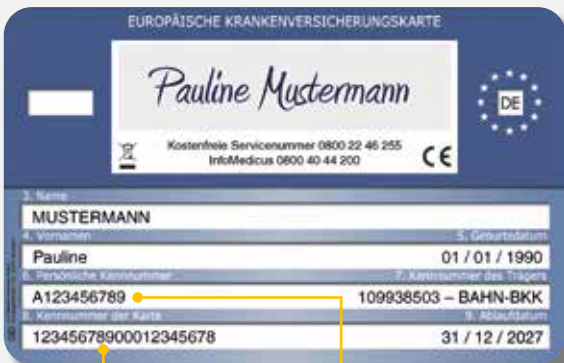 EUROPÄISCHE KRANKENVERSICHERUNGSKARTE
Pauline Mustermann
DE
Kostenfreie Servicenummer 0800 22 46 255
InfoMedicus 0800 40 44 200
CE
3. Name
MUSTERMANN
4. Vornamen 5. Geburtsdatum
Pauline 01 / 01 / 1990
6. Persönliche Kennnummer 7. Kennnummer des Trägers
A123456789 109938503 – BAHN-BKK
8. Kennnummer der Karte 9. Ablaufdatum
12345678900012345678 31 / 12 / 2027